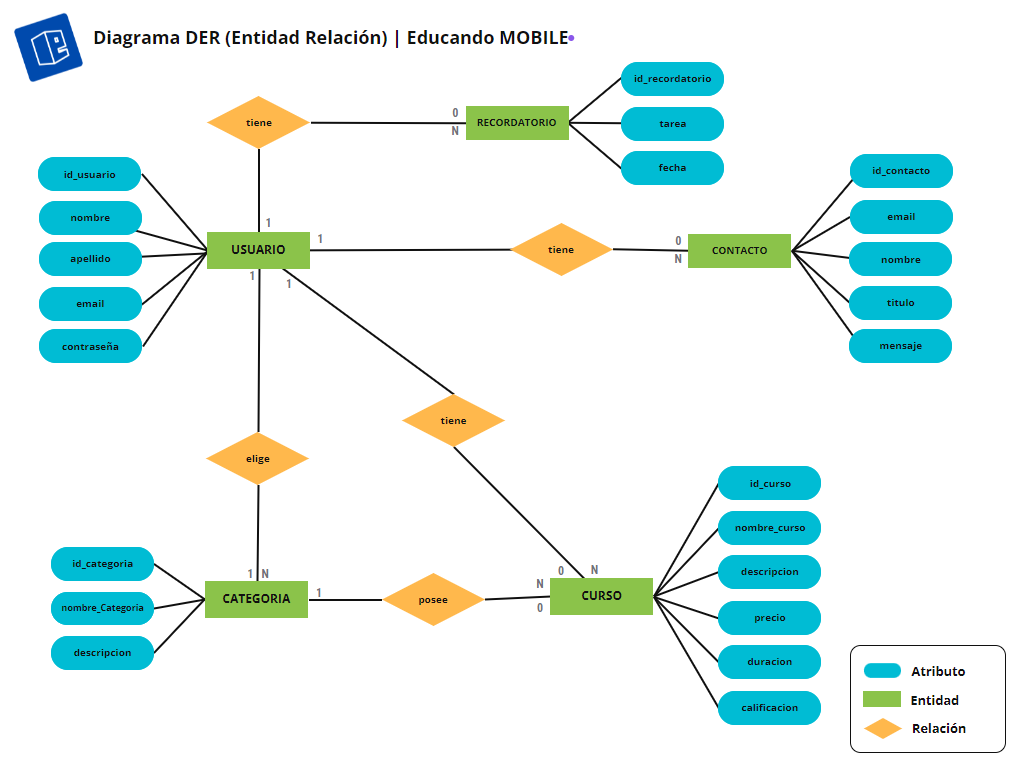 Diagrama DER (Entidad Relación) | Educando MOBILE
id_recordatorio
tiene
0
N
RECORDATORIO
tarea
fecha
id_usuario
nombre
apellido
email
contraseña
1
USUARIO
1
1
1
tiene
0
N
CONTACTO
id_contacto
email
nombre
titulo
mensaje
tiene
elige
id_categoria
nombre_Categoria
descripcion
1
N
CATEGORIA
1
posee
N
0
0
N
CURSO
id_curso
nombre_curso
descripcion
precio
duracion
calificacion
Atributo
Entidad
Relación